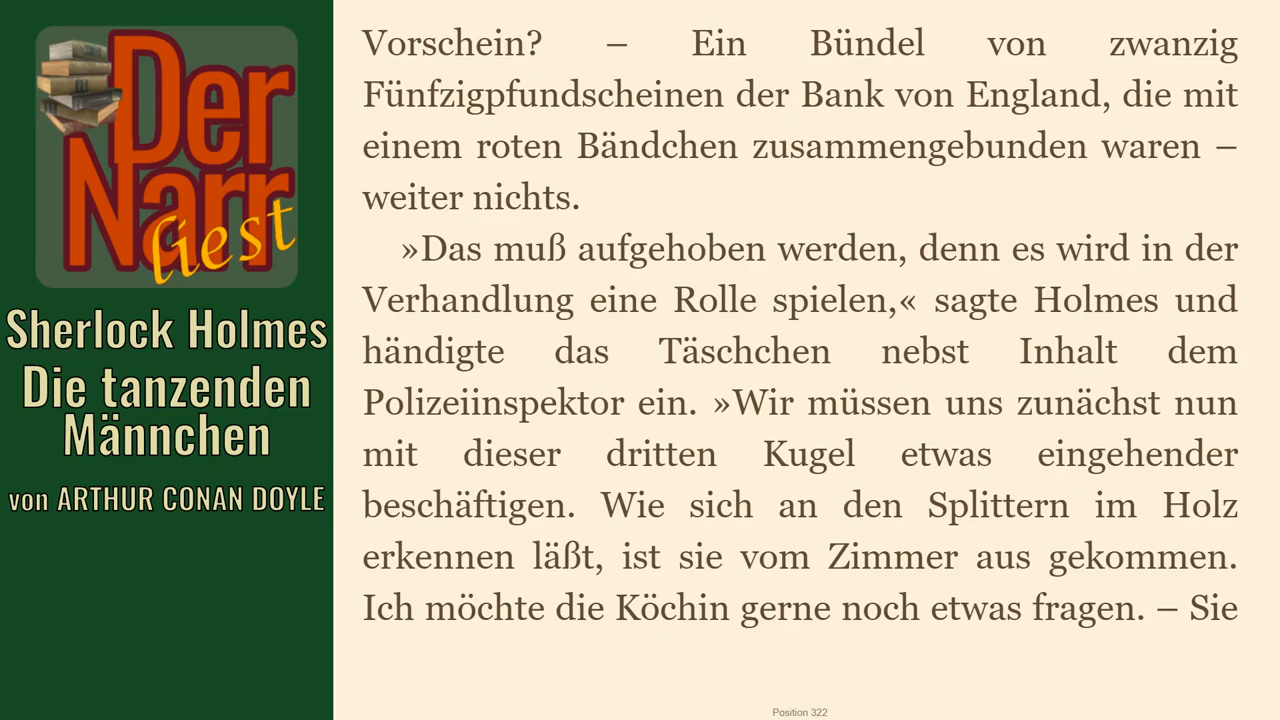 Der
Narr
liest
Sherlock Holmes
Die tanzenden
Männchen
von ARTHUR CONAN DOYLE
Vorschein? – Ein Bündel von zwanzig
Fünfzigpfundscheinen der Bank von England, die mit
einem roten Bändchen zusammengebunden waren –
weiter nichts.
»Das muß aufgehoben werden, denn es wird in der
Verhandlung eine Rolle spielen,« sagte Holmes und
händigte das Täschchen nebst Inhalt dem
Polizeiinspektor ein. »Wir müssen uns zunächst nun
mit dieser dritten Kugel etwas eingehender
beschäftigen. Wie sich an den Splittern im Holz
erkennen läßt, ist sie vom Zimmer aus gekommen.
Ich möchte die Köchin gerne noch etwas fragen. – Sie
Position 322